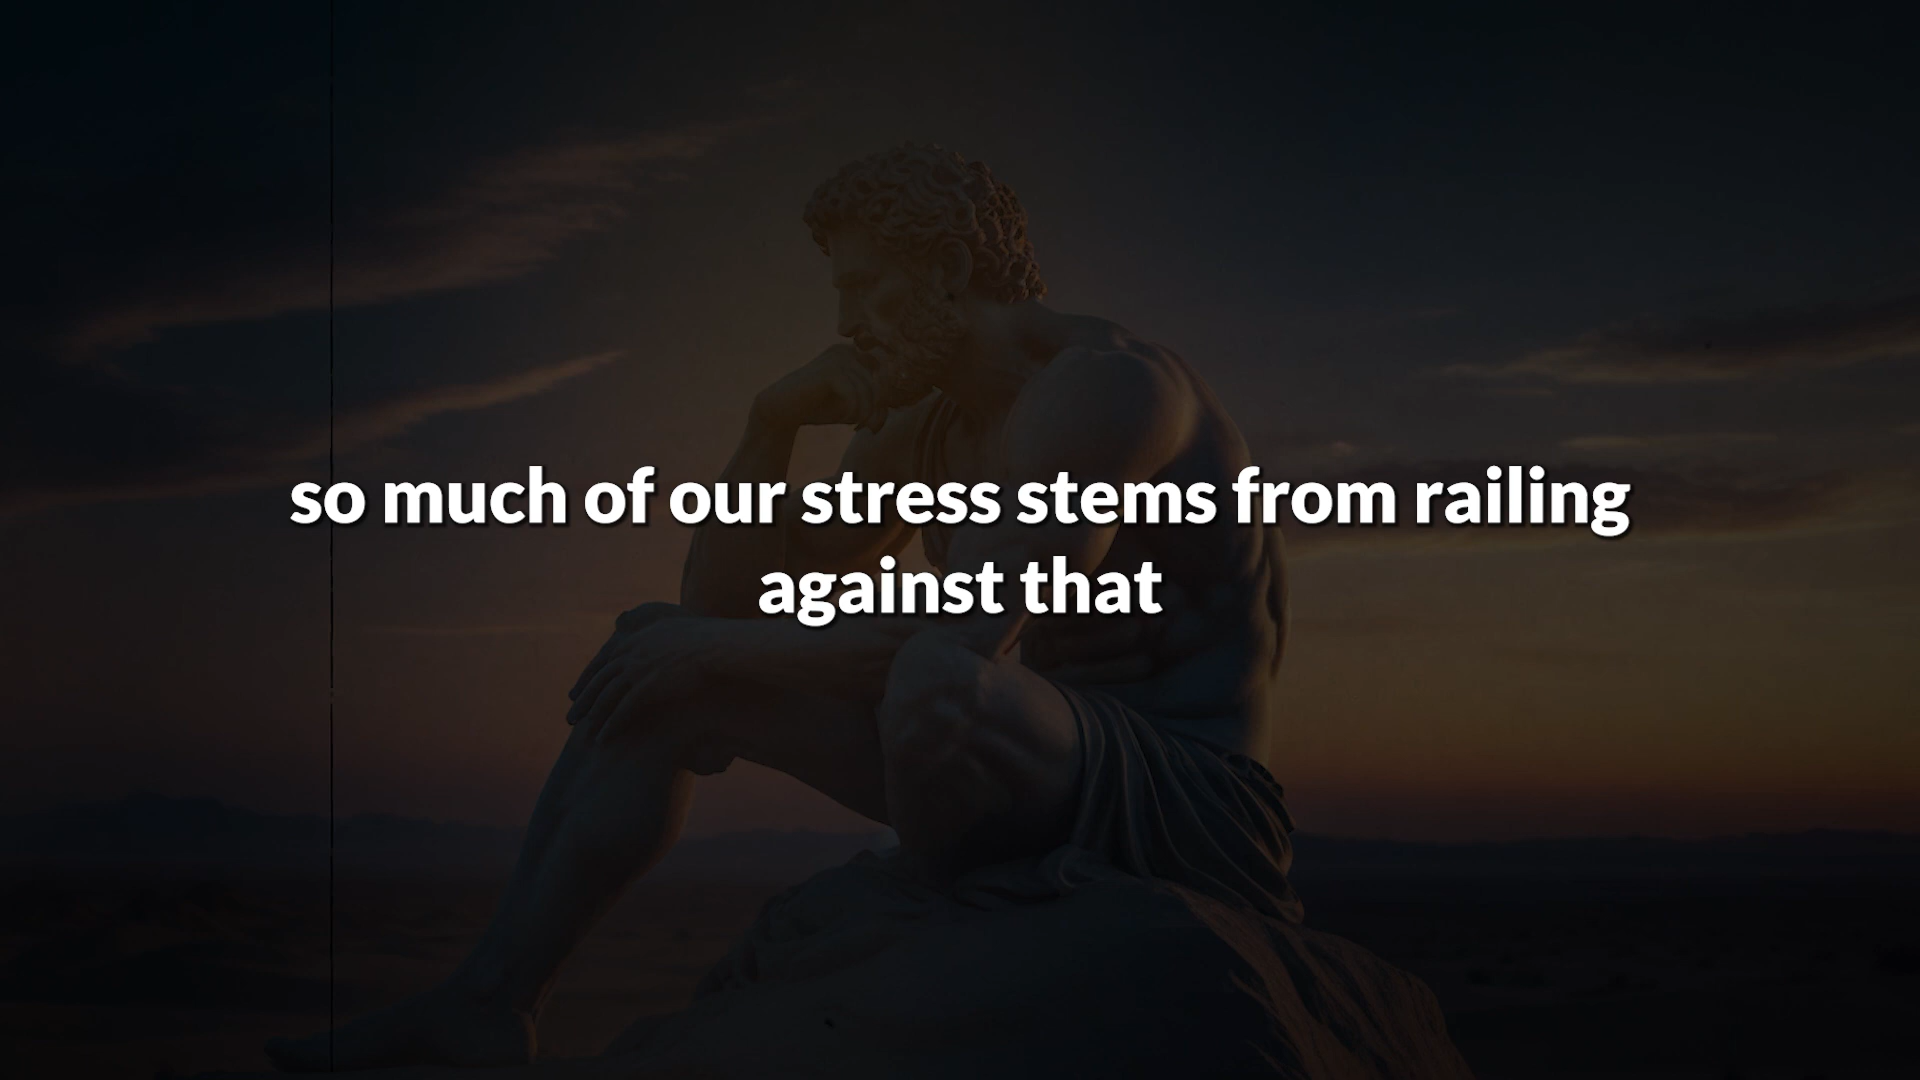 so much of our stress stems from railing
against that